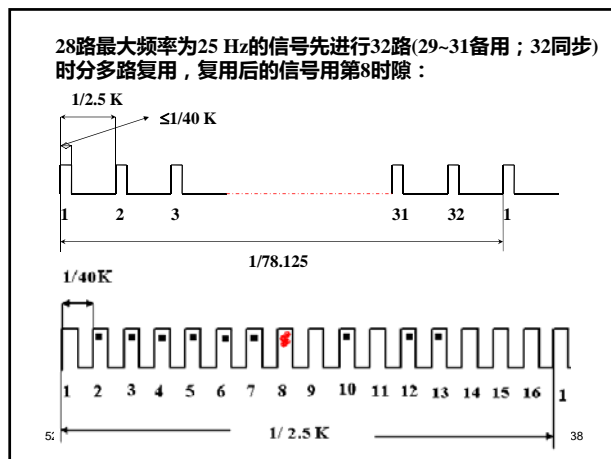 28路最大频率为25 Hz的信号先进行32路(29~31备用；32同步)
时分多路复用，复用后的信号用第8时隙：
1/2.5 K
≤1/40 K
1 2 3 31 32 1
1/78.125
1/40K
1 2 3 4 5 6 7 8 9 10 11 12 13 14 15 16 1
1/ 2.5 K
38